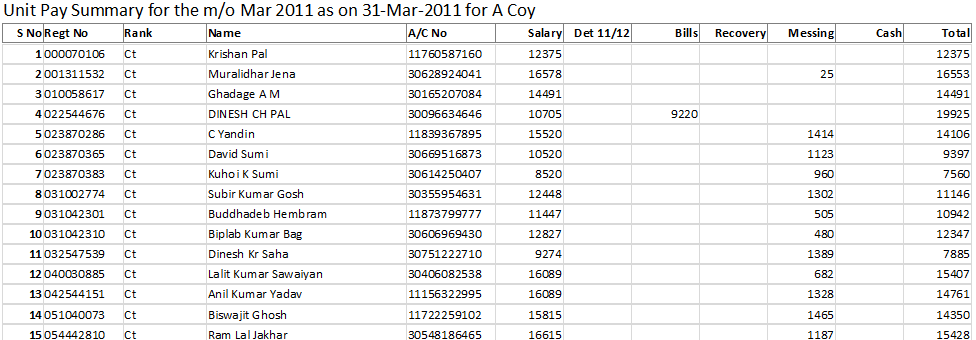 Unit Pay Summary for the m/o Mar 2011 as on 31-Mar-2011 for A Coy
S No Regt No Rank Name A/C No Salary Det 11/12 Bills Recovery Messing Cash Total
1 000070106 Ct Krishan Pal 11760587160 12375 12375
2 001311532 Ct Muralidhar Jena 30628924041 16578 25 16553
3 010058617 Ct Ghadage A M 30165207084 14491 14491
4 022544676 Ct DINESH CH PAL 30096634646 10705 9220 19925
5 023870286 Ct C Yandin 11839367895 15520 1414 14106
6 023870365 Ct David Sumi 30669516873 10520 1123 9397
7 023870383 Ct Kuhoi K Sumi 30614250407 8520 960 7560
8 031002774 Ct Subir Kumar Gosh 30355954631 12448 1302 11146
9 031042301 Ct Buddhadeb Hembram 11873799777 11447 505 10942
10 031042310 Ct Biplab Kumar Bag 30606969430 12827 480 12347
11 032547539 Ct Dinesh Kr Saha 30751222710 9274 1389 7885
12 040030885 Ct Lalit Kumar Sawaiyan 30406082538 16089 682 15407
13 042544151 Ct Anil Kumar Yadav 11156322995 16089 1328 14761
14 051040073 Ct Biswajit Ghosh 11722259102 15815 1465 14350
15 054442810 Ct Ram Lal Jakhar 30548186465 16615 1187 15428